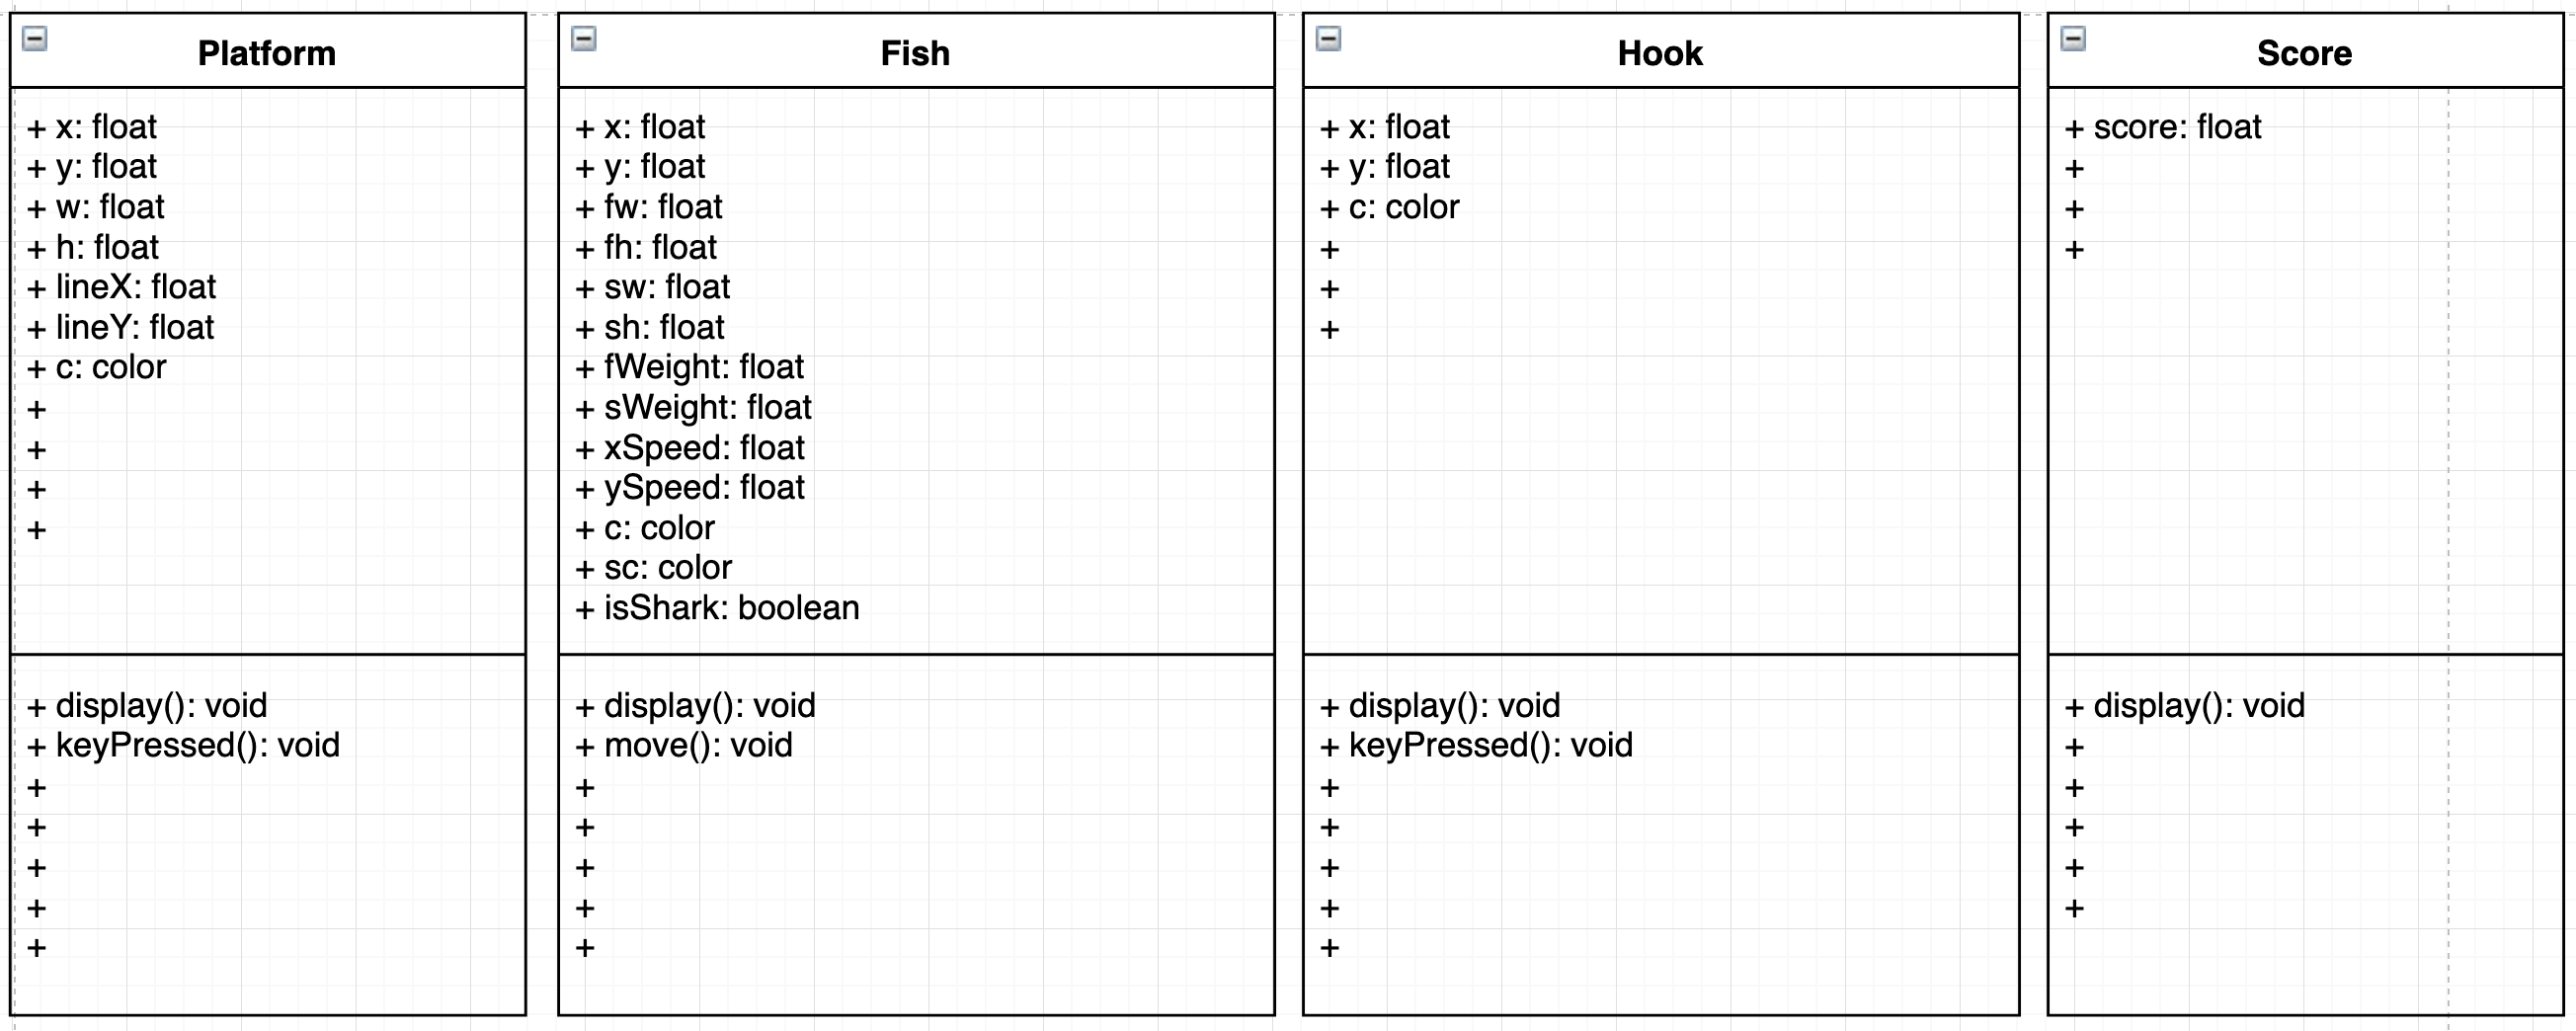 Platform
+ x: float
+ y: float
+ w: float
+ h: float
+ lineX: float
+ lineY: float
+ c: color
+
+
+
+
+ display(): void
+ keyPressed(): void
+
+
+
+
+
Fish
+ x: float
+ y: float
+ fw: float
+ fh: float
+ sw: float
+ sh: float
+ fWeight: float
+ sWeight: float
+ xSpeed: float
+ ySpeed: float
+ c: color
+ sc: color
+ isShark: boolean
+ display(): void
+ move(): void
+
+
+
+
+
Hook
+ x: float
+ y: float
+ c: color
+
+
+
+ display(): void
+ keyPressed(): void
+
+
+
+
+
Score
+ score: float
+
+
+
+ display(): void
+
+
+
+
+